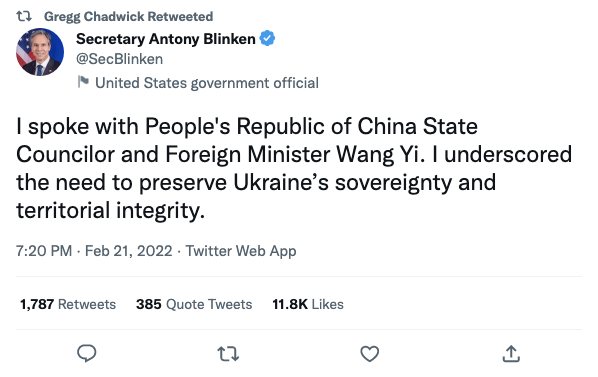 Gregg Chadwick Retweeted
Secretary Antony Blinken
@SecBlinken
United States government official
I spoke with People's Republic of China State
Councilor and Foreign Minister Wang Yi. I underscored
the need to preserve Ukraine’s sovereignty and
territorial integrity.
7:20 PM · Feb 21, 2022 · Twitter Web App
1,787 Retweets 385 Quote Tweets 11.8K Likes